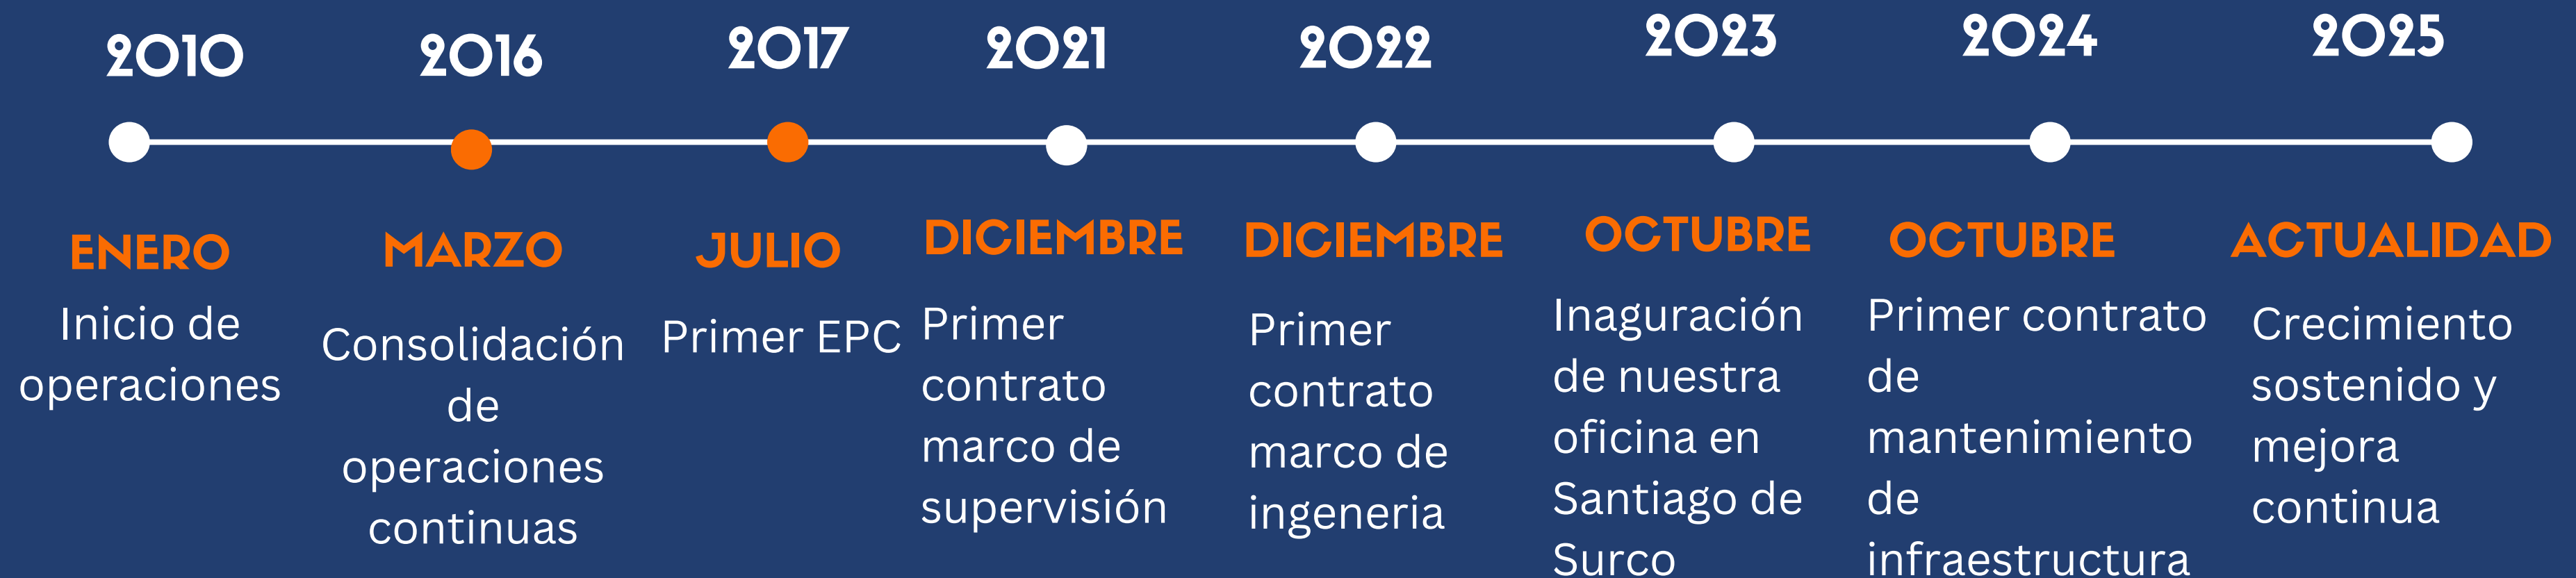 2010
ENERO
Inicio de
operaciones
2016
MARZO
Consolidación
de
operaciones
continuas
2017
JULIO
Primer EPC
2021
DICIEMBRE
Primer
contrato
marco de
supervisión
2022
DICIEMBRE
Primer
contrato
marco de
ingeneria
2023
OCTUBRE
Inaguración
de nuestra
oficina en
Santiago de
Surco
2024
OCTUBRE
Primer contrato
de
mantenimiento
de
infraestructura
2025
ACTUALIDAD
Crecimiento
sostenido y
mejora
continua